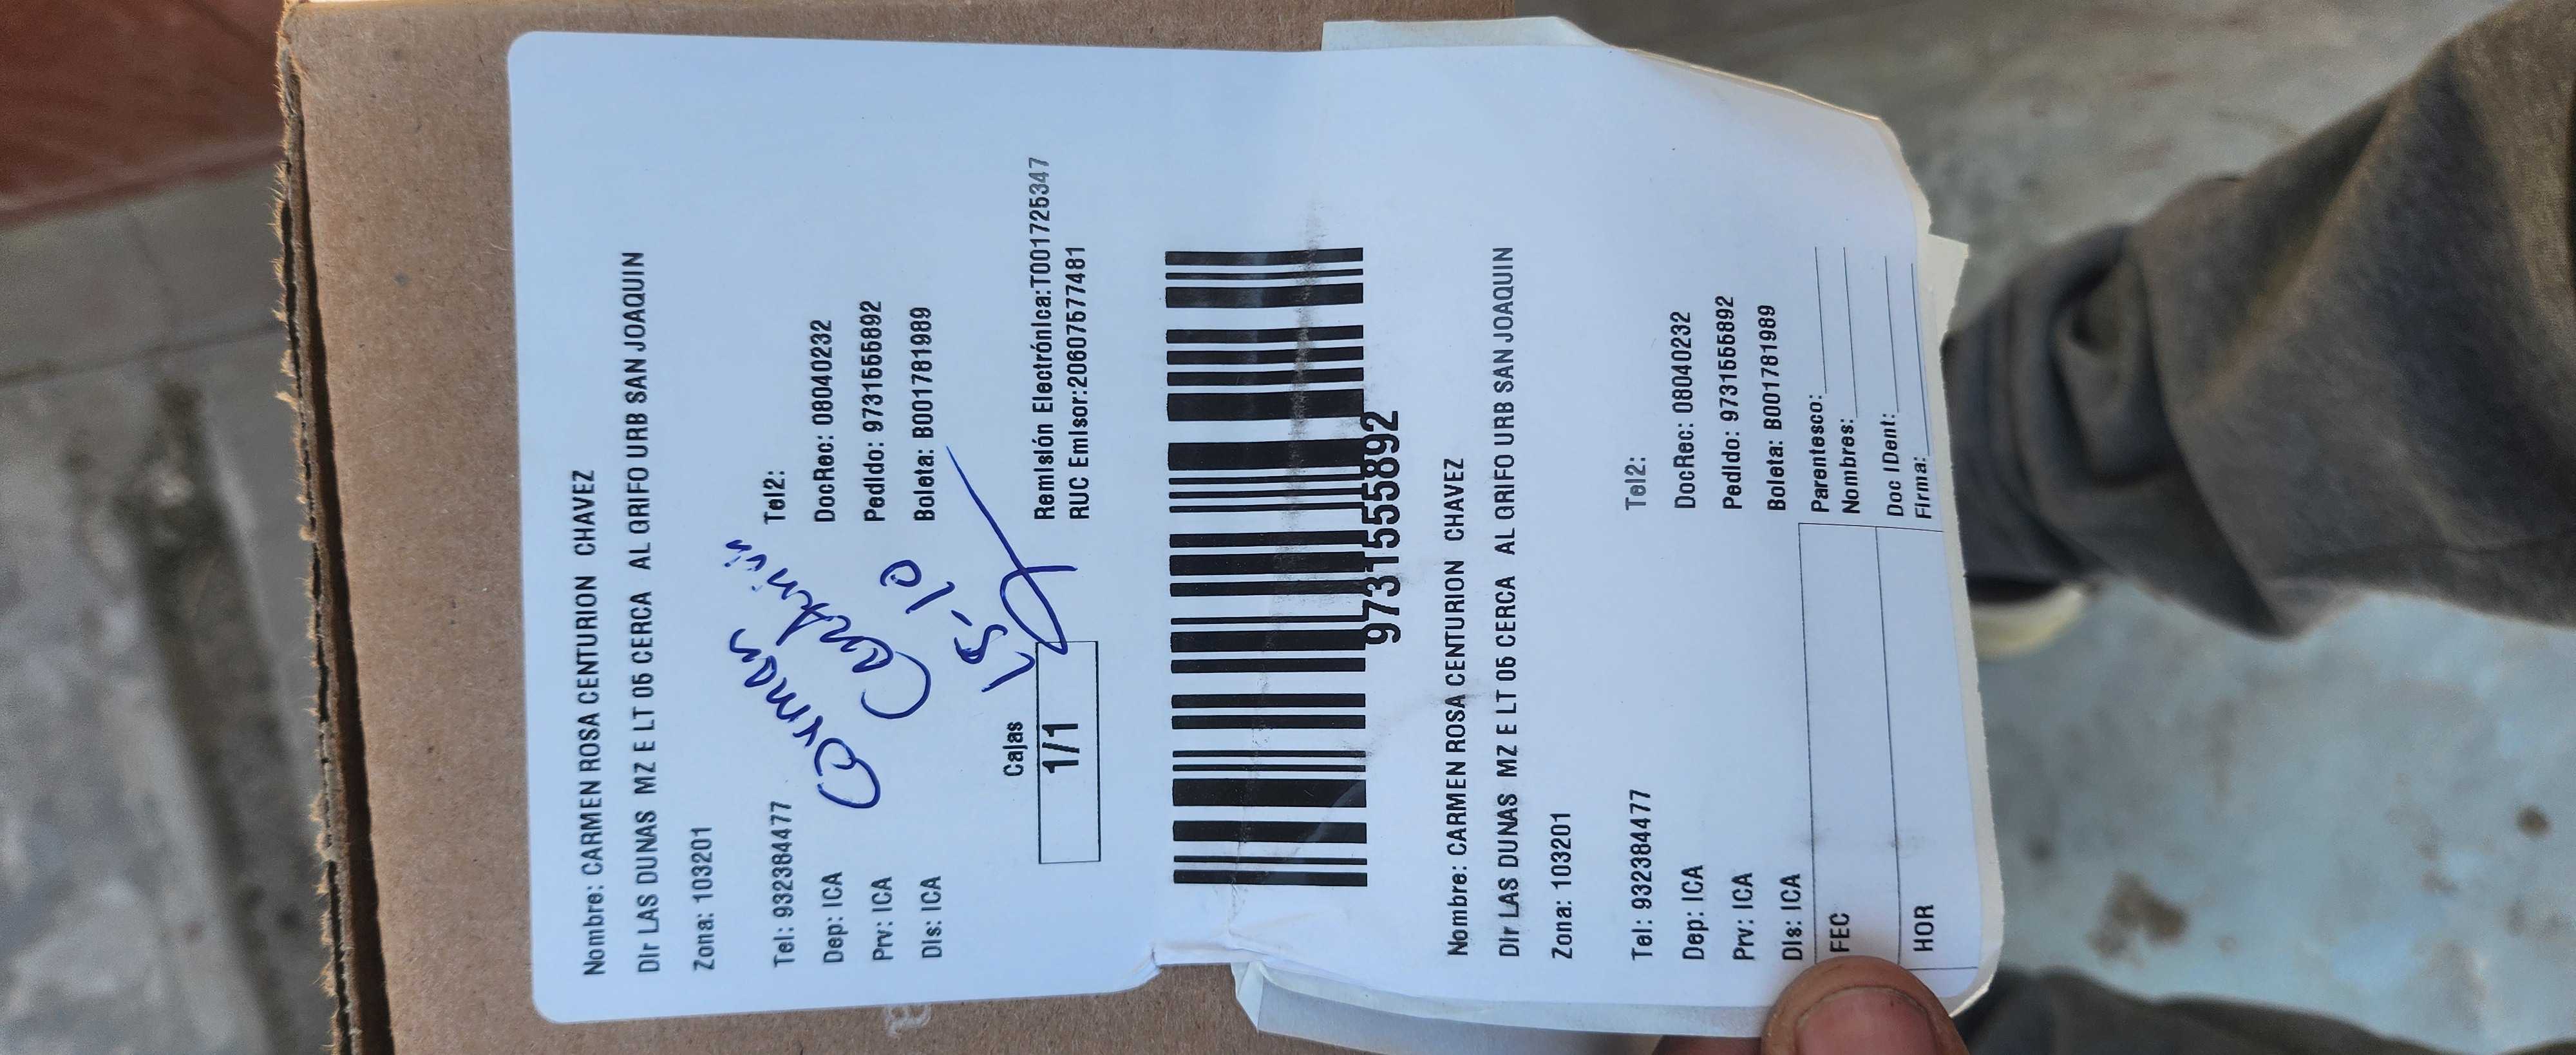 Nombre: CARMEN ROSA CENTURION CHAVEZ
DIr LAS DUNAS MZ E LT 05 CERCA AL GRIFO URB SAN JOAQUIN
Zona: 103201
Tel: 932384477 Tel2:
Dep: ICA DocRec: 08040232
Prv: ICA Pedido: 9731555892
DIs: ICA Boleta: B001781989
Carmen
Centurión
15-10
Cajas
1/1
Remisión Electrónica:T001725347
RUC Emisor:20607577481
9731555892
Nombre: CARMEN ROSA CENTURION CHAVEZ
DIr LAS DUNAS MZ E LT 05 CERCA AL GRIFO URB SAN JOAQUIN
Zona: 103201
Tel: 932384477 Tel2:
Dep: ICA DocRec: 08040232
Prv: ICA Pedido: 9731555892
DIs: ICA Boleta: B001781989
FEC Parentesco:
Nombres:
HOR Doc IDent:
Firma: